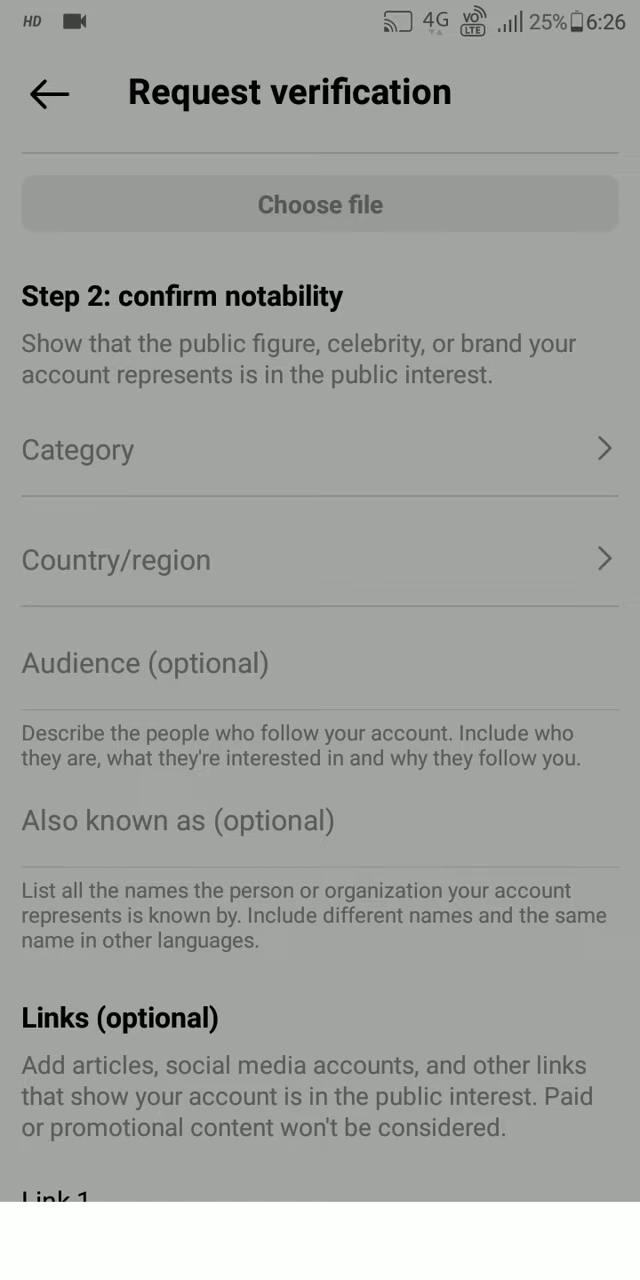 HD 4G VO LTE 25% 6:26
Request verification
Choose file
Step 2: confirm notability
Show that the public figure, celebrity, or brand your
account represents is in the public interest.
Category
Country/region
Audience (optional)
Describe the people who follow your account. Include who
they are, what they're interested in and why they follow you.
Also known as (optional)
List all the names the person or organization your account
represents is known by. Include different names and the same
name in other languages.
Links (optional)
Add articles, social media accounts, and other links
that show your account is in the public interest. Paid
or promotional content won't be considered.
Link 1